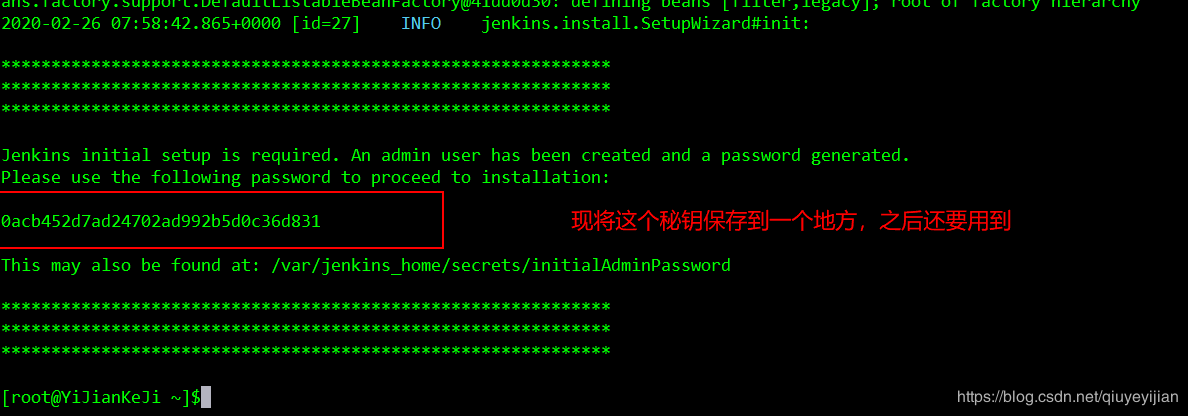 ans.factory.support.DefaultListableBeanFactory@41dd0d30: defining beans [filter,legacy]; root of factory hierarchy
2020-02-26 07:58:42.865+0000 [id=27] INFO jenkins.install.SetupWizard#init:
*************************************************************
*************************************************************
*************************************************************
Jenkins initial setup is required. An admin user has been created and a password generated.
Please use the following password to proceed to installation:
0acb452d7ad24702ad992b5d0c36d831
现将这个秘钥保存到一个地方，之后还要用到
This may also be found at: /var/jenkins_home/secrets/initialAdminPassword
*************************************************************
*************************************************************
*************************************************************
[root@YiJianKeJi ~]$
https://blog.csdn.net/qiuyeyijian